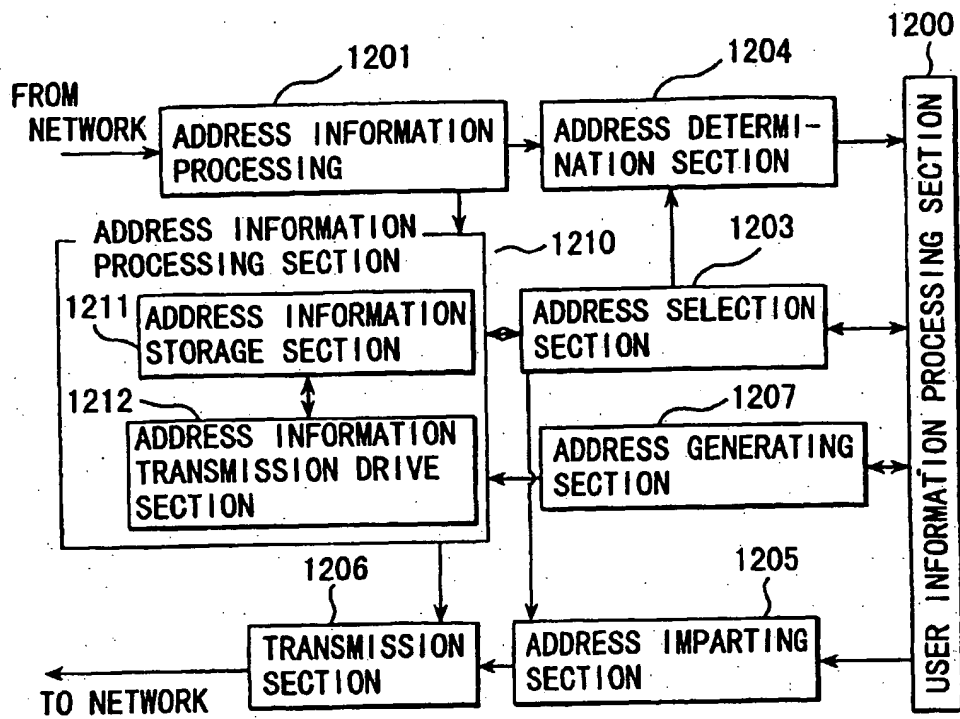 1200
1201
1204
FROM
NETWORK
ADDRESS INFORMATION
PROCESSING
ADDRESS DETERMI-
NATION SECTION
USER INFORMATION PROCESSING SECTION
ADDRESS INFORMATION
PROCESSING SECTION
1210
1203
1211
ADDRESS INFORMATION
STORAGE SECTION
ADDRESS SELECTION
SECTION
1212
1207
ADDRESS INFORMATION
TRANSMISSION DRIVE
SECTION
ADDRESS GENERATING
SECTION
1206
1205
TRANSMISSION
SECTION
ADDRESS IMPARTING
SECTION
TO NETWORK